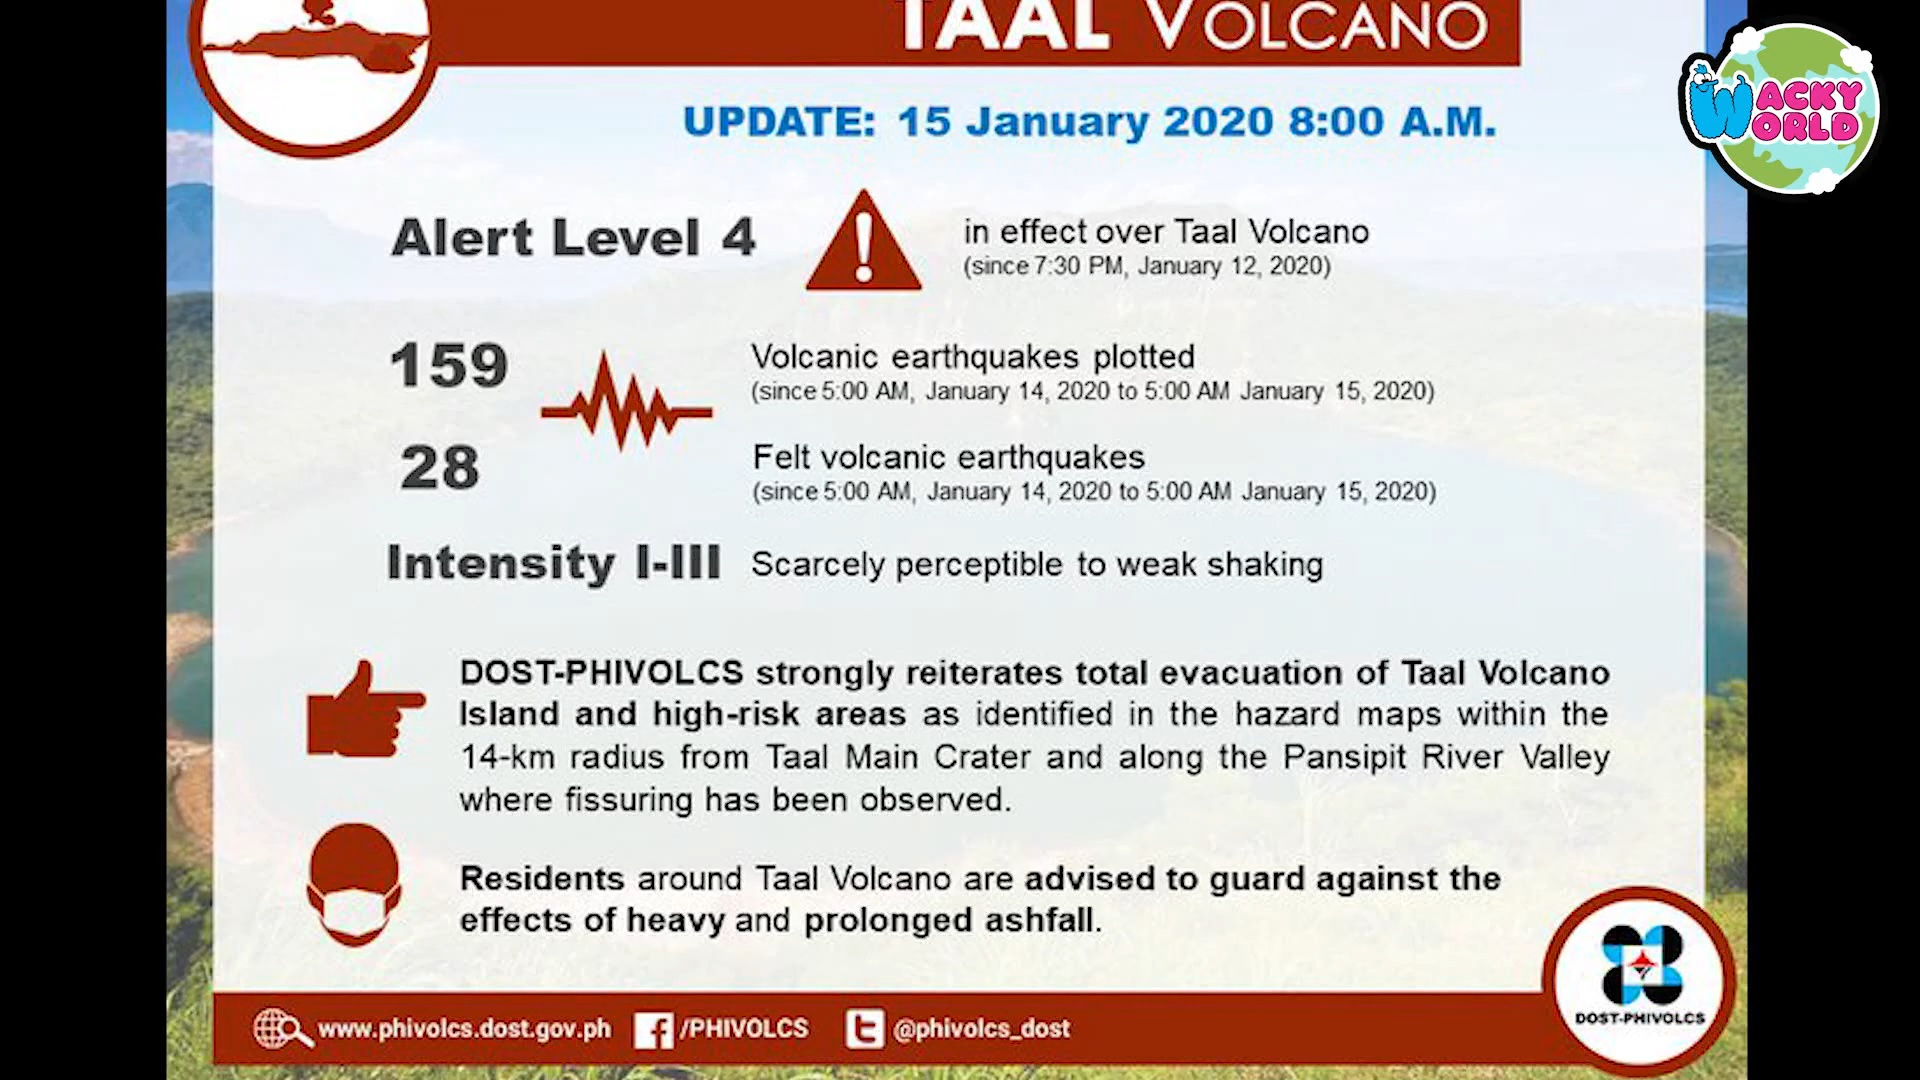 TAAL VOLCANO
WACKY
WORLD
UPDATE: 15 January 2020 8:00 A.M.
Alert Level 4
in effect over Taal Volcano
(since 7:30 PM, January 12, 2020)
159
Volcanic earthquakes plotted
(since 5:00 AM, January 14, 2020 to 5:00 AM January 15, 2020)
28
Felt volcanic earthquakes
(since 5:00 AM, January 14, 2020 to 5:00 AM January 15, 2020)
Intensity I-III
Scarcely perceptible to weak shaking
DOST-PHIVOLCS strongly reiterates total evacuation of Taal Volcano
Island and high-risk areas as identified in the hazard maps within the
14-km radius from Taal Main Crater and along the Pansipit River Valley
where fissuring has been observed.
Residents around Taal Volcano are advised to guard against the
effects of heavy and prolonged ashfall.
www.phivolcs.dost.gov.ph
/PHIVOLCS
@phivolcs_dost
DOST-PHIVOLCS